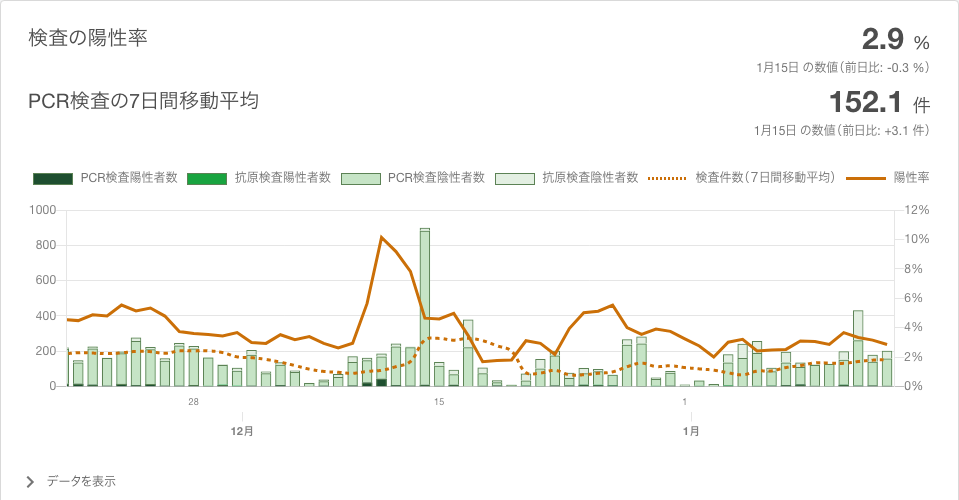 検査の陽性率
2.9 %
1月15日 の数値（前日比: -0.3 %）
PCR検査の7日間移動平均
152.1 件
1月15日 の数値（前日比: +3.1 件）
PCR検査陽性者数 抗原検査陽性者数 PCR検査陰性者数 抗原検査陰性者数 検査件数（7日間移動平均） 陽性率
1000 12%
10%
800
8%
600
6%
400
4%
200
2%
0 0%
28 15 1
12月 1月
データを表示